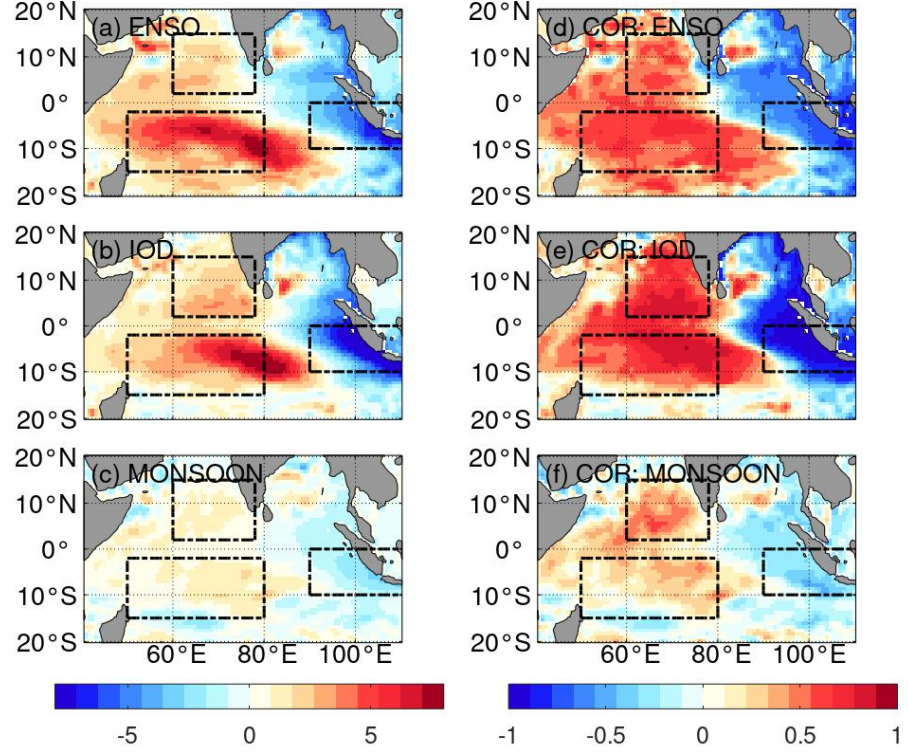 20°N (a) ENSO
10°N
0°
10°S
20°S
(d) COR: ENSO
20°N
10°N
0°
10°S
20°S
20°N (b) IOD
10°N
0°
10°S
20°S
(e) COR: IOD
20°N
10°N
0°
10°S
20°S
20°N (c) MONSOON
10°N
0°
10°S
20°S
60°E 80°E 100°E
(f) COR: MONSOON
20°N
10°N
0°
10°S
20°S
60°E 80°E 100°E
-5 0 5
-1 -0.5 0 0.5 1